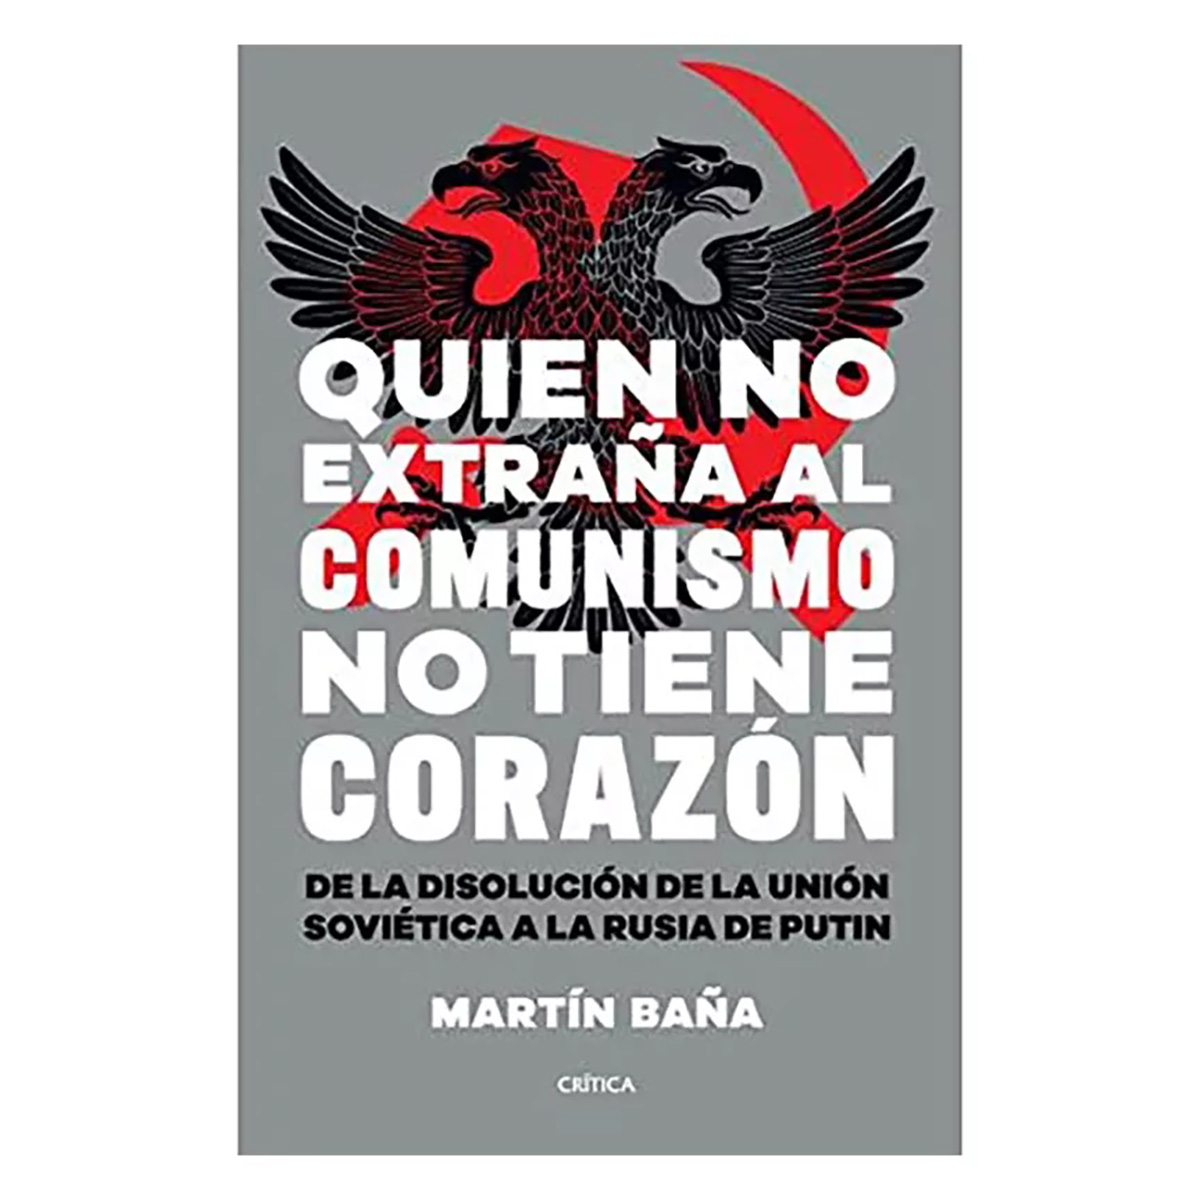 QUIEN NO
EXTRAÑA AL
COMUNISMO
NO TIENE
CORAZÓN
DE LA DISOLUCIÓN DE LA UNIÓN
SOVIÉTICA A LA RUSIA DE PUTIN
MARTÍN BAÑA
CRÍTICA